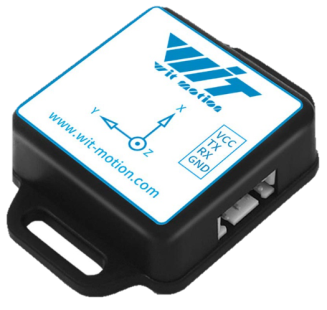 WIT
wit motion
X
Y
Z
VCC
TX
RX
GND
www.wit-motion.com